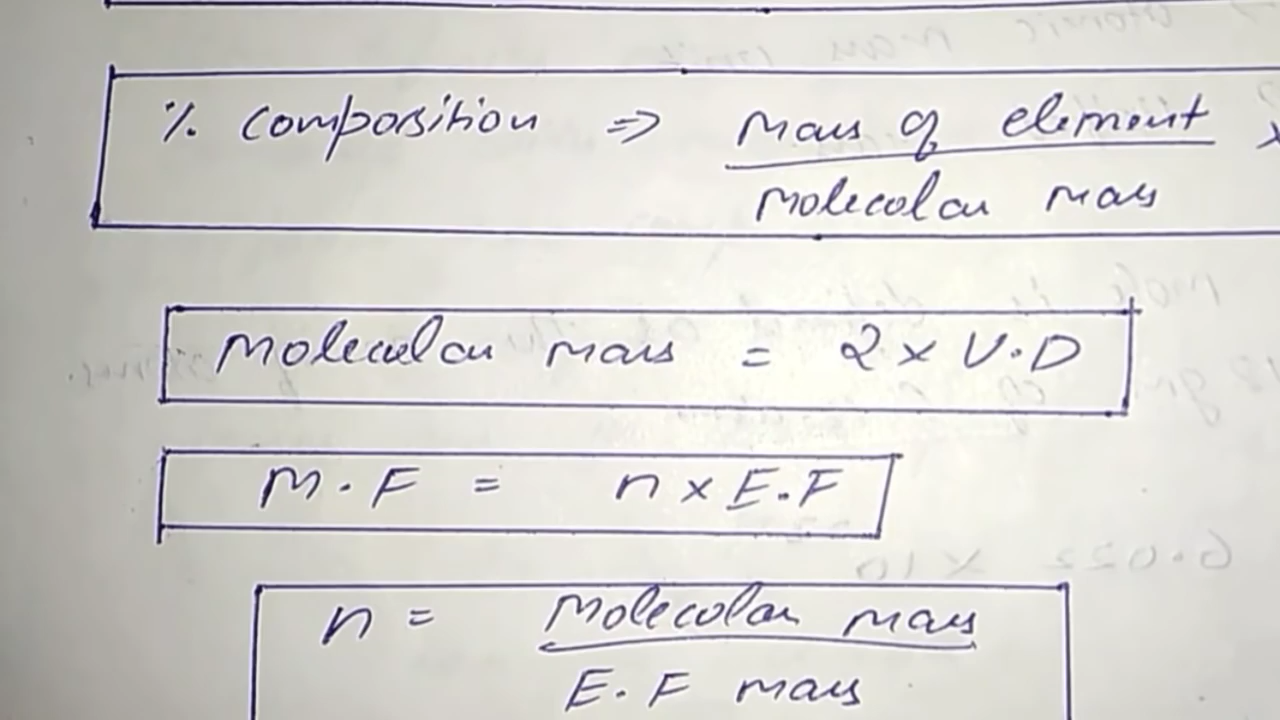 % composition ⇒ mass of element ×
molecular mass
molecular mass = 2 × V.D
M.F = n × E.F
n = molecular mass
E.F mass